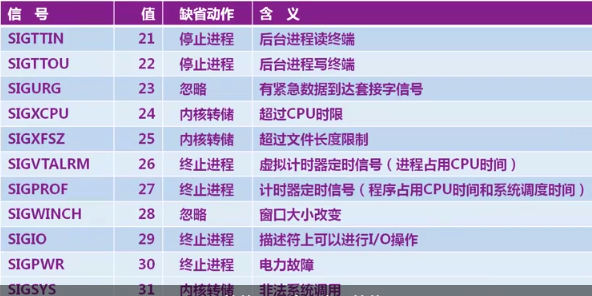 信 号 值 缺省动作 含 义
SIGTTIN 21 停止进程 后台进程读终端
SIGTTOU 22 停止进程 后台进程写终端
SIGURG 23 忽略 有紧急数据到达套接字信号
SIGXCPU 24 内核转储 超过CPU时限
SIGXFSZ 25 内核转储 超过文件长度限制
SIGVTALRM 26 终止进程 虚拟计时器定时信号（进程占用CPU时间）
SIGPROF 27 终止进程 计时器定时信号（程序占用CPU时间和系统调度时间）
SIGWINCH 28 忽略 窗口大小改变
SIGIO 29 终止进程 描述符上可以进行I/O操作
SIGPWR 30 终止进程 电力故障
SIGSYS 31 内核转储 非法系统调用